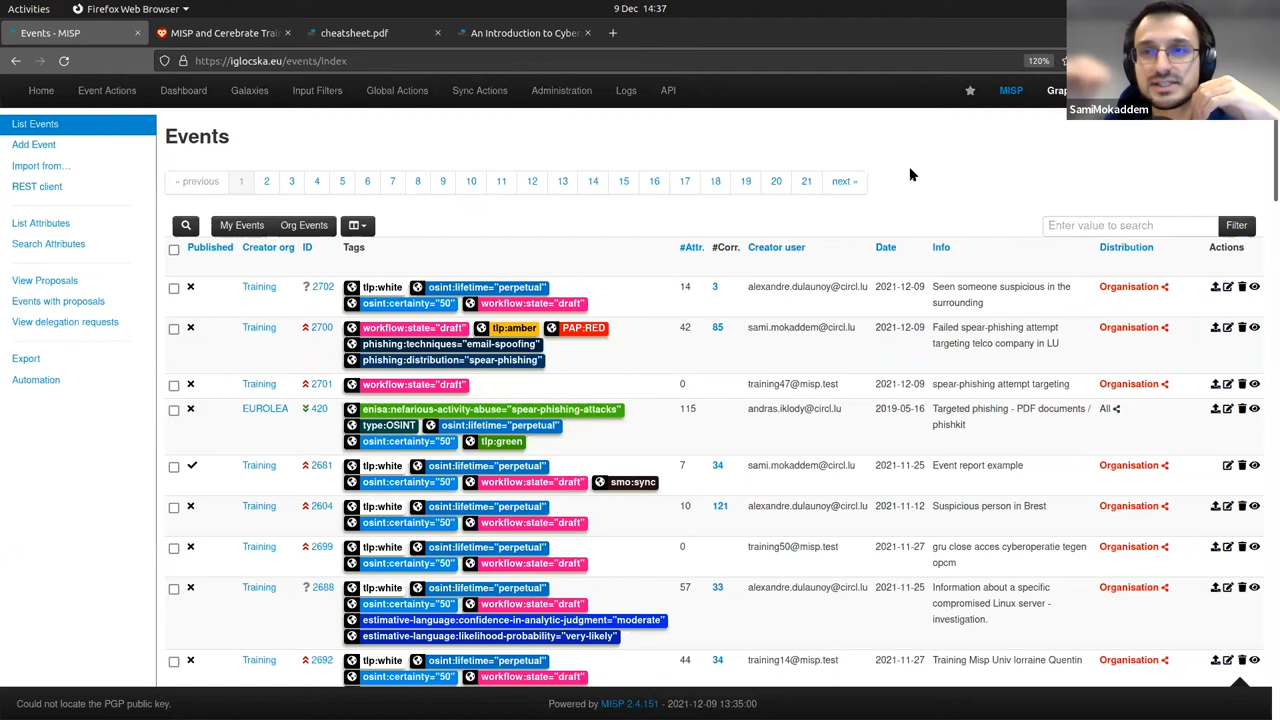 Activities Firefox Web Browser 9 Dec 14:37
Events - MISP × MISP and Cerebrate Trai × cheatsheet.pdf × An Introduction to Cyber × +
https://iglocska.eu/events/index 120%
Home Event Actions Dashboard Galaxies Input Filters Global Actions Sync Actions Administration Logs API MISP
SamiMokaddem
List Events
Add Event
Import from…
REST client
List Attributes
Search Attributes
View Proposals
Events with proposals
View delegation requests
Export
Automation
Events
« previous 1 2 3 4 5 6 7 8 9 10 11 12 13 14 15 16 17 18 19 20 21 next »
My Events Org Events Enter value to search Filter
Published Creator org ID Tags #Attr. #Corr. Creator user Date Info Distribution Actions
Training ? 2702 tlp:white osint:lifetime="perpetual" 14 3 alexandre.dulaunoy@circl.lu 2021-12-09 Seen someone suspicious in the Organisation
osint:certainty="50" workflow:state="draft" surrounding
Training 2700 workflow:state="draft" tlp:amber PAP:RED 42 85 sami.mokaddem@circl.lu 2021-12-09 Failed spear-phishing attempt Organisation
phishing:techniques="email-spoofing" targeting telco company in LU
phishing:distribution="spear-phishing"
Training 2701 workflow:state="draft" 0 training47@misp.test 2021-12-09 spear-phishing attempt targeting Organisation
EUROLEA 420 enisa:nefarious-activity-abuse="spear-phishing-attacks" 115 andras.iklody@circl.lu 2019-05-16 Targeted phishing - PDF documents / All
type:OSINT osint:lifetime="perpetual" phishkit
osint:certainty="50" tlp:green
Training 2681 tlp:white osint:lifetime="perpetual" 7 34 sami.mokaddem@circl.lu 2021-11-25 Event report example Organisation
osint:certainty="50" workflow:state="draft" smo:sync
Training 2604 tlp:white osint:lifetime="perpetual" 10 121 alexandre.dulaunoy@circl.lu 2021-11-12 Suspicious person in Brest Organisation
osint:certainty="50" workflow:state="draft"
Training 2699 tlp:white osint:lifetime="perpetual" 0 training50@misp.test 2021-11-27 gru close acces cyberoperatie tegen Organisation
osint:certainty="50" workflow:state="draft" opcm
Training ? 2688 tlp:white osint:lifetime="perpetual" 57 33 alexandre.dulaunoy@circl.lu 2021-11-25 Information about a specific Organisation
osint:certainty="50" workflow:state="draft" compromised Linux server -
estimative-language:confidence-in-analytic-judgment="moderate" investigation.
estimative-language:likelihood-probability="very-likely"
Training 2692 tlp:white osint:lifetime="perpetual" 44 34 training14@misp.test 2021-11-27 Training Misp Univ lorraine Quentin Organisation
osint:certainty="50" workflow:state="draft"
Could not locate the PGP public key. Powered by MISP 2.4.151 - 2021-12-09 13:35:00